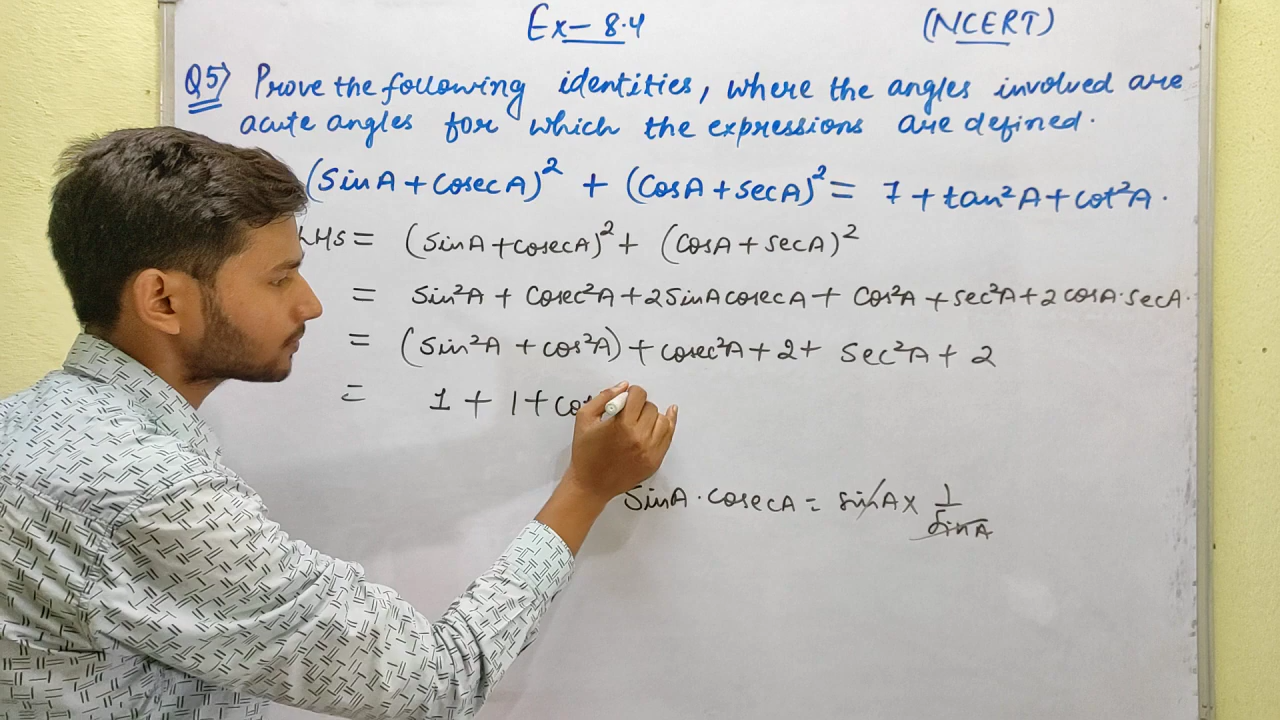 Ex- 8.4 (NCERT)
Q5) Prove the following identities, where the angles involved are
acute angles for which the expressions are defined.
(SinA + CosecA)² + (CosA + SecA)² = 7 + tan²A + Cot²A.
LHS = (SinA + CosecA)² + (CosA + SecA)²
= Sin²A + Cosec²A + 2SinA cosecA + Cos²A + Sec²A + 2 cosA. SecA.
= (Sin²A + cos²A) + cosec²A + 2 + Sec²A + 2
= 1 + 1 + cot
SinA . CosecA = SinA x 1/SinA